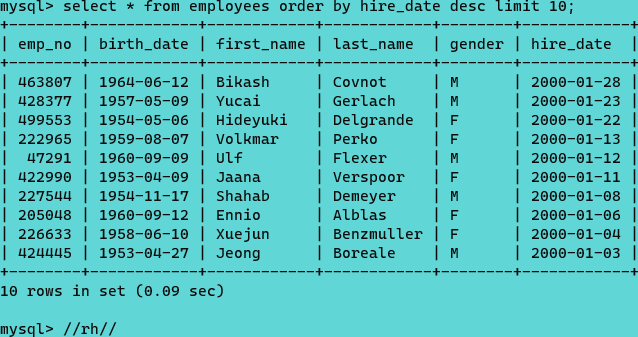 mysql> select * from employees order by hire_date desc limit 10;
+--------+------------+------------+------------+--------+------------+
| emp_no | birth_date | first_name | last_name  | gender | hire_date  |
+--------+------------+------------+------------+--------+------------+
| 463807 | 1964-06-12 | Bikash     | Covnot     | M      | 2000-01-28 |
| 428377 | 1957-05-09 | Yucai      | Gerlach    | M      | 2000-01-23 |
| 499553 | 1954-05-06 | Hideyuki   | Delgrande  | F      | 2000-01-22 |
| 222965 | 1959-08-07 | Volkmar    | Perko      | F      | 2000-01-13 |
|  47291 | 1960-09-09 | Ulf        | Flexer     | M      | 2000-01-12 |
| 422990 | 1953-04-09 | Jaana      | Verspoor   | F      | 2000-01-11 |
| 227544 | 1954-11-17 | Shahab     | Demeyer    | M      | 2000-01-08 |
| 205048 | 1960-09-12 | Ennio      | Alblas     | F      | 2000-01-06 |
| 226633 | 1958-06-10 | Xuejun     | Benzmuller | F      | 2000-01-04 |
| 424445 | 1953-04-27 | Jeong      | Boreale    | M      | 2000-01-03 |
+--------+------------+------------+------------+--------+------------+
10 rows in set (0.09 sec)
mysql> //rh//